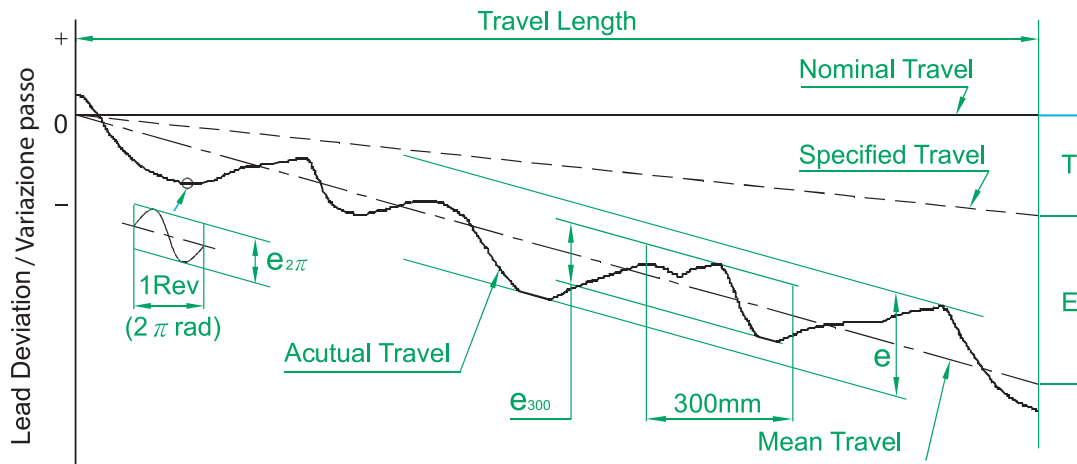 Travel Length
+
Nominal Travel
0
Specified Travel
T
−
e2π
1Rev
(2π rad)
E
Acutual Travel
e
e300
300mm
Mean Travel
Lead Deviation / Variazione passo